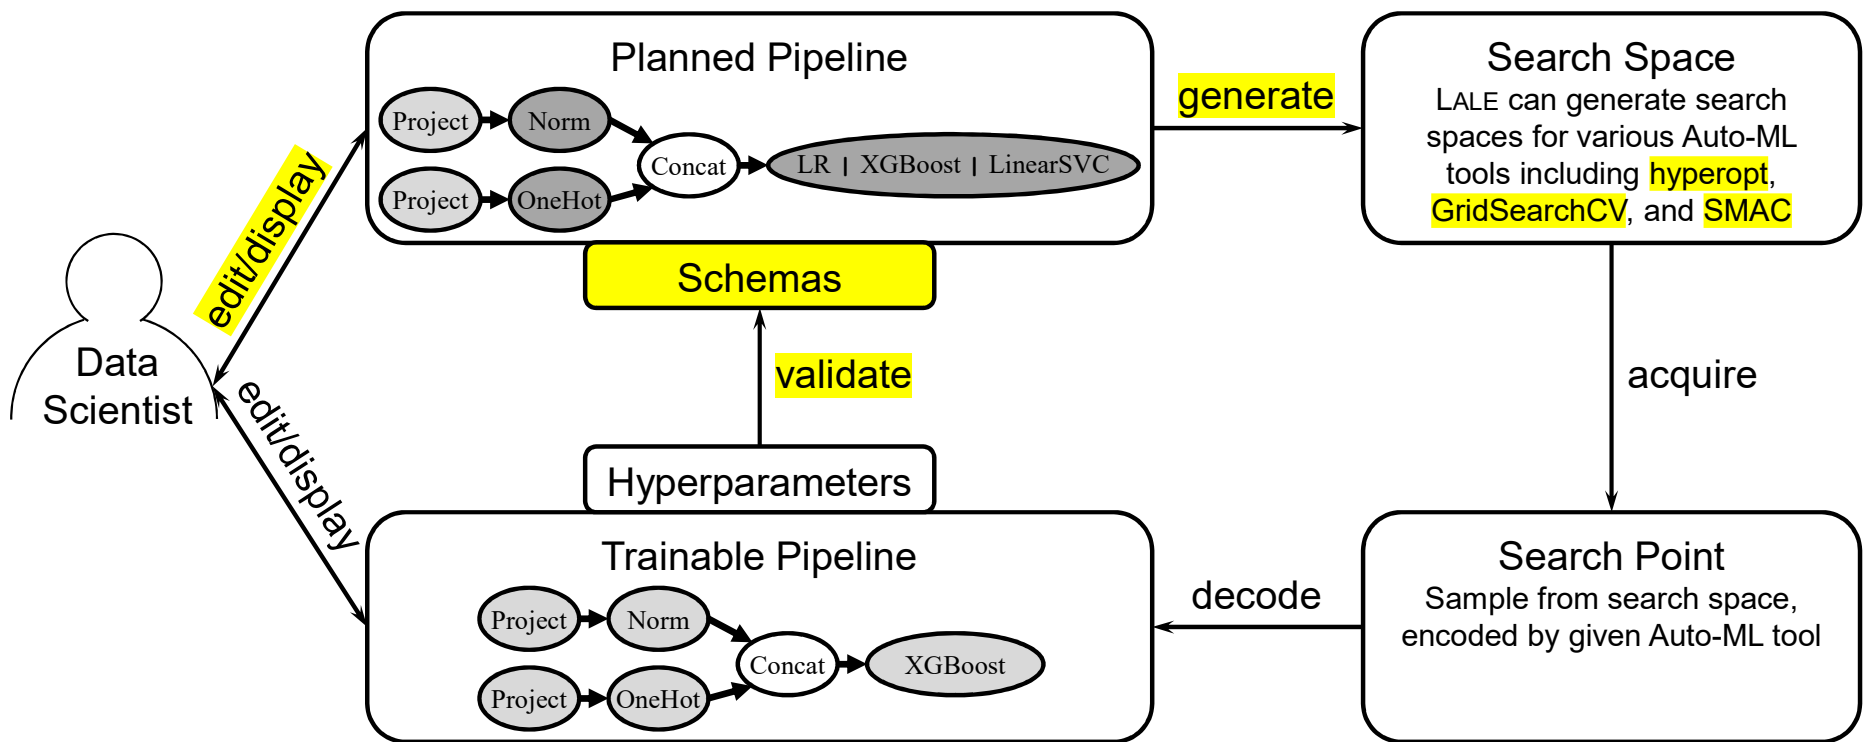 Planned Pipeline
Project
Norm
Project
OneHot
Concat
LR | XGBoost | LinearSVC
generate
Search Space
LALE can generate search
spaces for various Auto-ML
tools including hyperopt,
GridSearchCV, and SMAC
edit/display
Schemas
Data
Scientist
validate
acquire
edit/display
Hyperparameters
Trainable Pipeline
Project
Norm
Project
OneHot
Concat
XGBoost
decode
Search Point
Sample from search space,
encoded by given Auto-ML tool